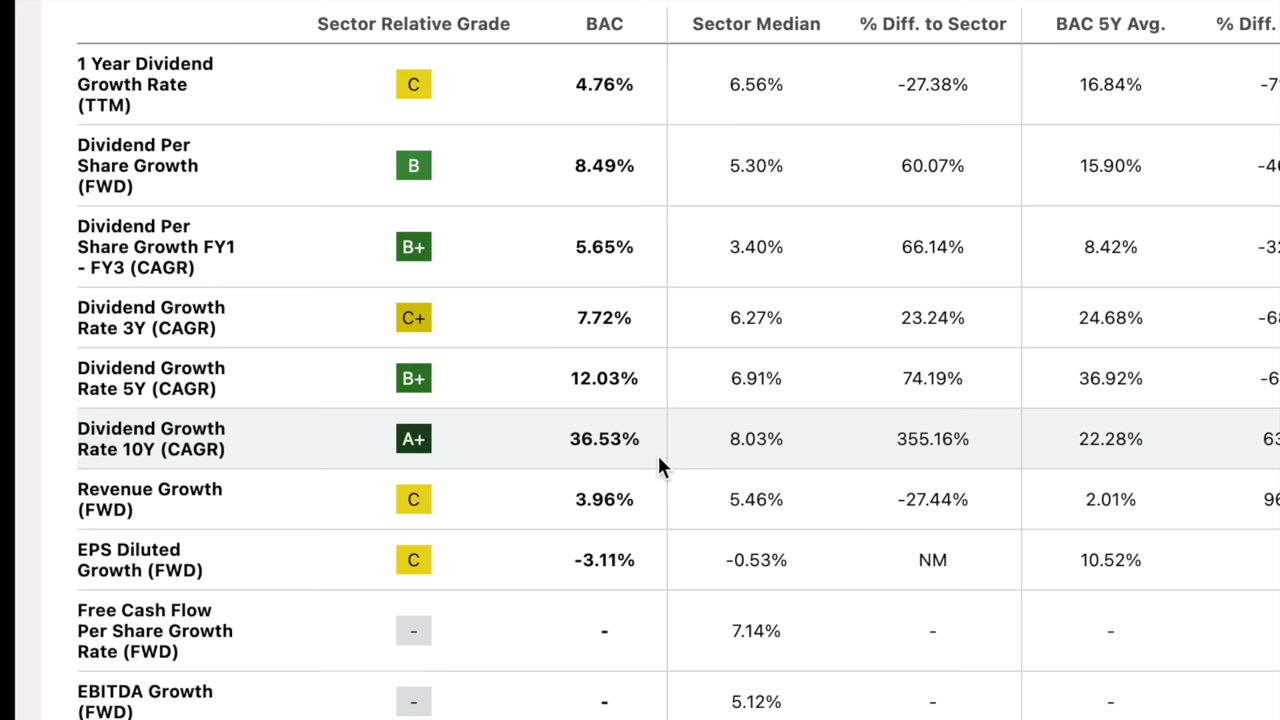 Sector Relative Grade BAC Sector Median % Diff. to Sector BAC 5Y Avg. % Diff.
1 Year Dividend
Growth Rate
(TTM)
C 4.76% 6.56% -27.38% 16.84%
Dividend Per
Share Growth
(FWD)
B 8.49% 5.30% 60.07% 15.90%
Dividend Per
Share Growth FY1
- FY3 (CAGR)
B+ 5.65% 3.40% 66.14% 8.42%
Dividend Growth
Rate 3Y (CAGR)
C+ 7.72% 6.27% 23.24% 24.68%
Dividend Growth
Rate 5Y (CAGR)
B+ 12.03% 6.91% 74.19% 36.92%
Dividend Growth
Rate 10Y (CAGR)
A+ 36.53% 8.03% 355.16% 22.28%
Revenue Growth
(FWD)
C 3.96% 5.46% -27.44% 2.01%
EPS Diluted
Growth (FWD)
C -3.11% -0.53% NM 10.52%
Free Cash Flow
Per Share Growth
Rate (FWD)
- - 7.14% - -
EBITDA Growth
(FWD)
- - 5.12% - -